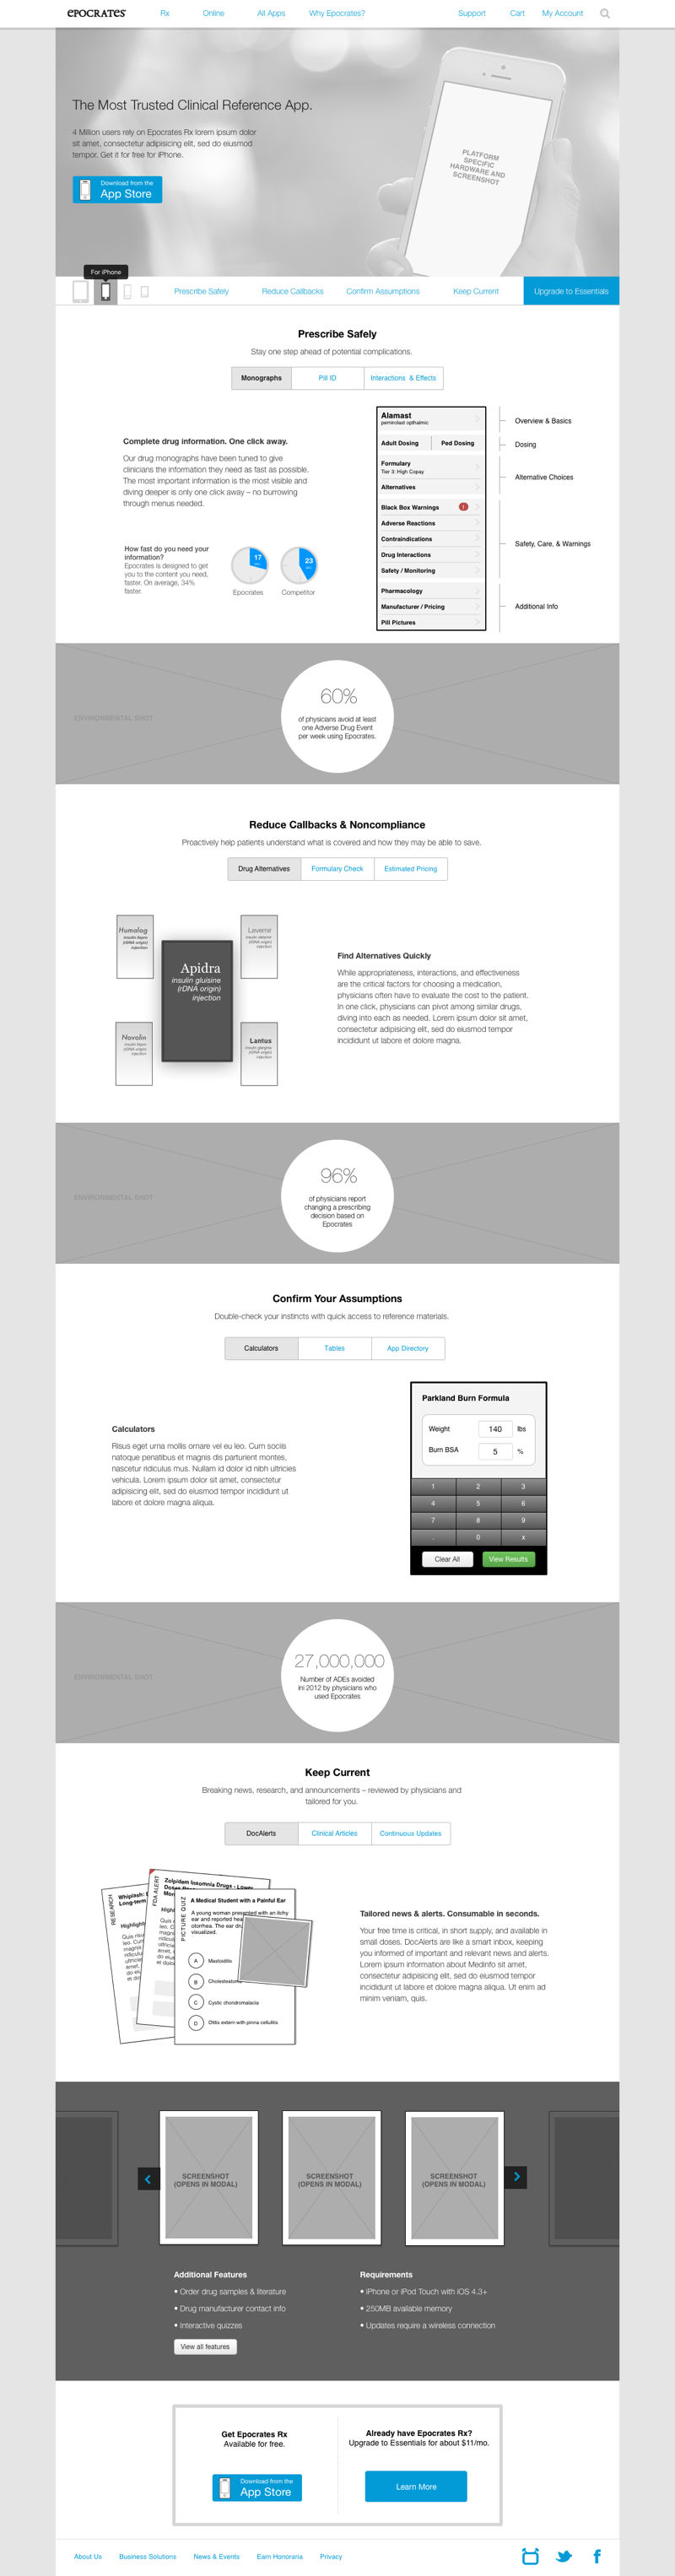 epocrates
Rx Online All Apps Why Epocrates? Support Cart My Account
The Most Trusted Clinical Reference App.
4 Million users rely on Epocrates Rx lorem ipsum dolor
sit amet, consectetur adipisicing elit, sed do eiusmod
tempor. Get it for free for iPhone.
Download from the
App Store
PLATFORM
SPECIFIC
HARDWARE AND
SCREENSHOT
For iPhone
Prescribe Safely Reduce Callbacks Confirm Assumptions Keep Current Upgrade to Essentials
Prescribe Safely
Stay one step ahead of potential complications.
Monographs Pill ID Interactions & Effects
Complete drug information. One click away.
Our drug monographs have been tuned to give
clinicians the information they need as fast as possible.
The most important information is the most visible and
diving deeper is only one click away – no burrowing
through menus needed.
How fast do you need your
information?
Epocrates is designed to get
you to the content you need,
faster. On average, 34%
faster.
17
Epocrates
23
Competitor
Alamast
pemirolast opthalmic
Adult Dosing Ped Dosing
Formulary
Tier 3: High Copay
Alternatives
Black Box Warnings !
Adverse Reactions
Contraindications
Drug Interactions
Safety / Monitoring
Pharmacology
Manufacturer / Pricing
Pill Pictures
Overview & Basics
Dosing
Alternative Choices
Safety, Care, & Warnings
Additional Info
ENVIRONMENTAL SHOT
60%
of physicians avoid at least
one Adverse Drug Event
per week using Epocrates.
Reduce Callbacks & Noncompliance
Proactively help patients understand what is covered and how they may be able to save.
Drug Alternatives Formulary Check Estimated Pricing
Humalog
insulin lispro
(rDNA origin)
injection
Levemir
insulin detemir
(rDNA origin)
injection
Apidra
insulin gluisine
(rDNA origin)
injection
Novolin
Lantus
insulin glargine
(rDNA origin)
injection
Find Alternatives Quickly
While appropriateness, interactions, and effectiveness
are the critical factors for choosing a medication,
physicians often have to evaluate the cost to the patient.
In one click, physicians can pivot among similar drugs,
diving into each as needed. Lorem ipsum dolor sit amet,
consectetur adipisicing elit, sed do eiusmod tempor
incididunt ut labore et dolore magna.
ENVIRONMENTAL SHOT
96%
of physicians report
changing a prescribing
decision based on
Epocrates
Confirm Your Assumptions
Double-check your instincts with quick access to reference materials.
Calculators Tables App Directory
Calculators
Risus eget urna mollis ornare vel eu leo. Cum sociis
natoque penatibus et magnis dis parturient montes,
nascetur ridiculus mus. Nullam id dolor id nibh ultricies
vehicula. Lorem ipsum dolor sit amet, consectetur
adipisicing elit, sed do eiusmod tempor incididunt ut
labore et dolore magna aliqua.
Parkland Burn Formula
Weight 140 lbs
Burn BSA 5 %
1 2 3
4 5 6
7 8 9
. 0 x
Clear All View Results
ENVIRONMENTAL SHOT
27,000,000
Number of ADEs avoided
ini 2012 by physicians who
used Epocrates
Keep Current
Breaking news, research, and announcements – reviewed by physicians and
tailored for you.
DocAlerts Clinical Articles Continuous Updates
RESEARCH
Whiplash:
Long-term
Highlight
FDA ALERT
Zolpidem Insomnia Drugs - Lower
PICTURE QUIZ
A Medical Student with a Painful Ear
A young woman presented with an itchy
ear and reported hea
otorrhea. The ear dr
visualized.
A Mastoiditis
B Cholesteatoma
C Cystic chondromalacia
D Otitis extern with pinna cellulitis
Tailored news & alerts. Consumable in seconds.
Your free time is critical, in short supply, and available in
small doses. DocAlerts are like a smart inbox, keeping
you informed of important and relevant news and alerts.
Lorem ipsum information about Medinfo sit amet,
consectetur adipisicing elit, sed do eiusmod tempor
incididunt ut labore et dolore magna aliqua. Ut enim ad
minim veniam, quis.
SCREENSHOT
(OPENS IN MODAL)
SCREENSHOT
(OPENS IN MODAL)
SCREENSHOT
(OPENS IN MODAL)
Additional Features
• Order drug samples & literature
• Drug manufacturer contact info
• Interactive quizzes
View all features
Requirements
• iPhone or iPod Touch with iOS 4.3+
• 250MB available memory
• Updates require a wireless connection
Get Epocrates Rx
Available for free.
Download from the
App Store
Already have Epocrates Rx?
Upgrade to Essentials for about $11/mo.
Learn More
About Us Business Solutions News & Events Earn Honoraria Privacy